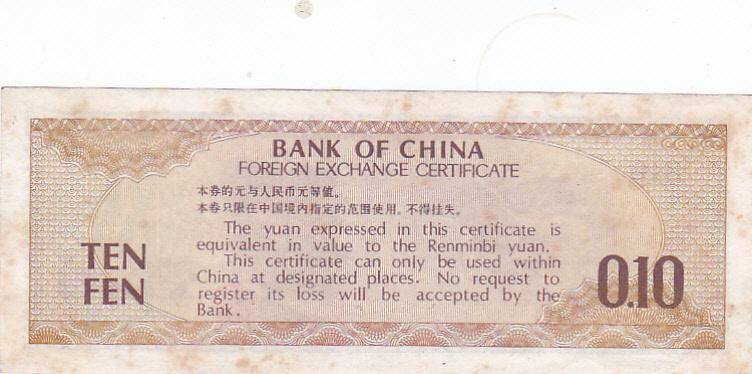 BANK OF CHINA
FOREIGN EXCHANGE CERTIFICATE
本券的元与人民币元等值。
本券只限在中国境内指定的范围使用。不得挂失。
The yuan expressed in this certificate is
equivalent in value to the Renminbi yuan.
This certificate can only be used within
China at designated places. No request to
register its loss will be accepted by the
Bank.
TEN
FEN
0.10